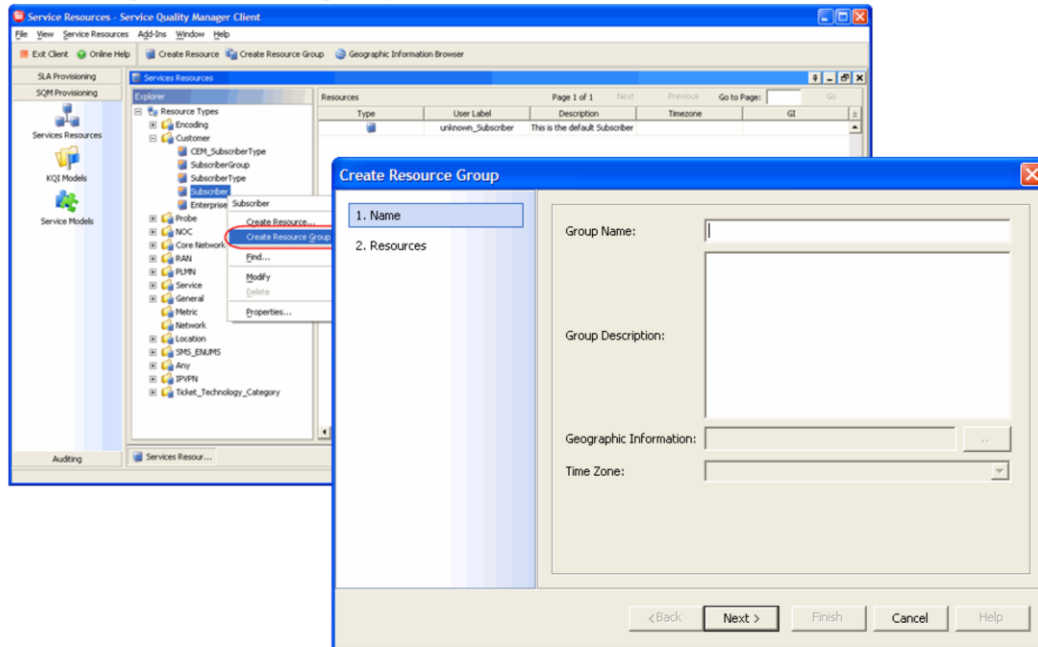 Service Resources - Service Quality Manager Client
File View Service Resources Add-Ins Window Help
Exit Client Online Help Create Resource Create Resource Group Geographic Information Browser
SLA Provisioning
SQM Provisioning
Services Resources
KQI Models
Service Models
Auditing
Services Resources
Explorer
Resource Types
Encoding
Customer
CEM_SubscriberType
SubscriberGroup
SubscriberType
Subscriber
Enterprise
Probe
NOC
Core Network
RAN
PLMN
Service
General
Metric
Network
Location
SMS_ENUMS
Any
IPVPN
Ticket_Technology_Category
Resources Page 1 of 1 Next Previous Go to Page: Go
Type User Label Description Timezone GI
unknown_Subscriber This is the default Subscriber
Subscriber
Create Resource...
Create Resource Group
Find...
Modify
Delete
Properties...
Services Resour...
Create Resource Group
1. Name
2. Resources
Group Name:
Group Description:
Geographic Information: ..
Time Zone:
<Back Next > Finish Cancel Help